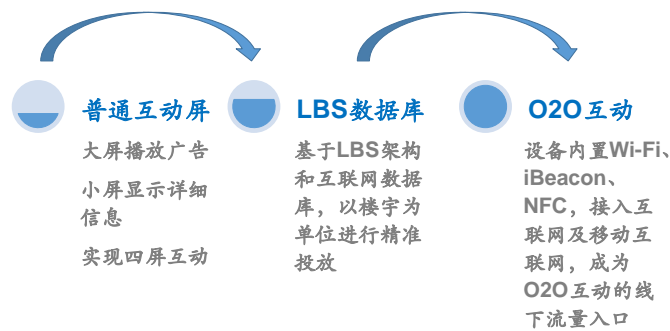 普通互动屏
大屏播放广告
小屏显示详细
信息
实现四屏互动
LBS数据库
基于LBS架构
和互联网数据
库，以楼宇为
单位进行精准
投放
O2O互动
设备内置Wi-Fi、
iBeacon、
NFC，接入互
联网及移动互
联网，成为
O2O互动的线
下流量入口